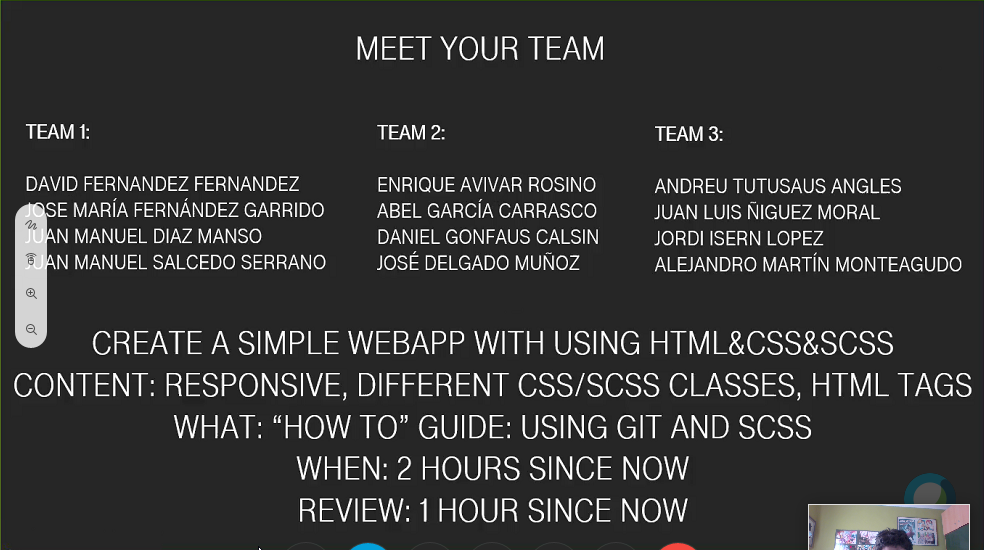 MEET YOUR TEAM
TEAM 1:
DAVID FERNANDEZ FERNANDEZ
JOSE MARÍA FERNÁNDEZ GARRIDO
JUAN MANUEL DIAZ MANSO
JUAN MANUEL SALCEDO SERRANO
TEAM 2:
ENRIQUE AVIVAR ROSINO
ABEL GARCÍA CARRASCO
DANIEL GONFAUS CALSIN
JOSÉ DELGADO MUÑOZ
TEAM 3:
ANDREU TUTUSAUS ANGLES
JUAN LUIS ÑIGUEZ MORAL
JORDI ISERN LOPEZ
ALEJANDRO MARTÍN MONTEAGUDO
CREATE A SIMPLE WEBAPP WITH USING HTML&CSS&SCSS
CONTENT: RESPONSIVE, DIFFERENT CSS/SCSS CLASSES, HTML TAGS
WHAT: “HOW TO” GUIDE: USING GIT AND SCSS
WHEN: 2 HOURS SINCE NOW
REVIEW: 1 HOUR SINCE NOW